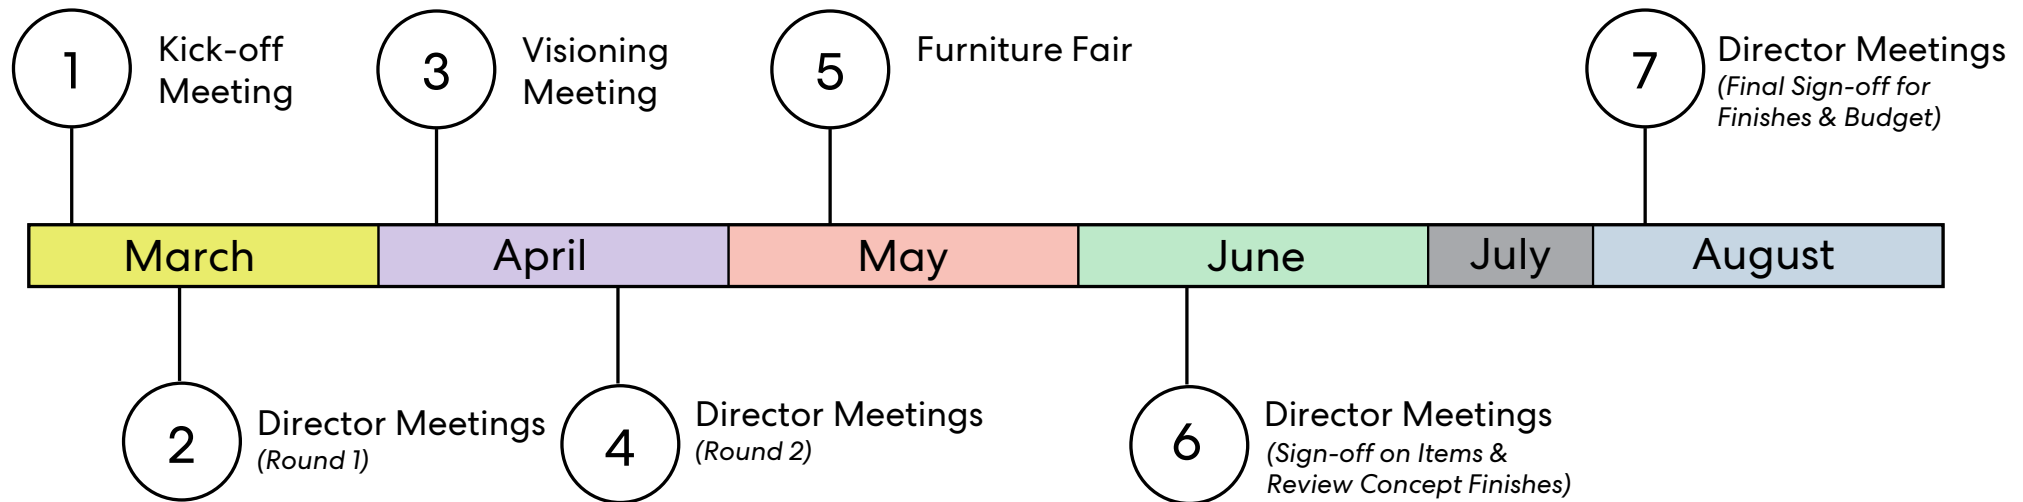 1
Kick-off
Meeting
3
Visioning
Meeting
5
Furniture Fair
7
Director Meetings
(Final Sign-off for
Finishes & Budget)
March
April
May
June
July
August
2
Director Meetings
(Round 1)
4
Director Meetings
(Round 2)
6
Director Meetings
(Sign-off on Items &
Review Concept Finishes)